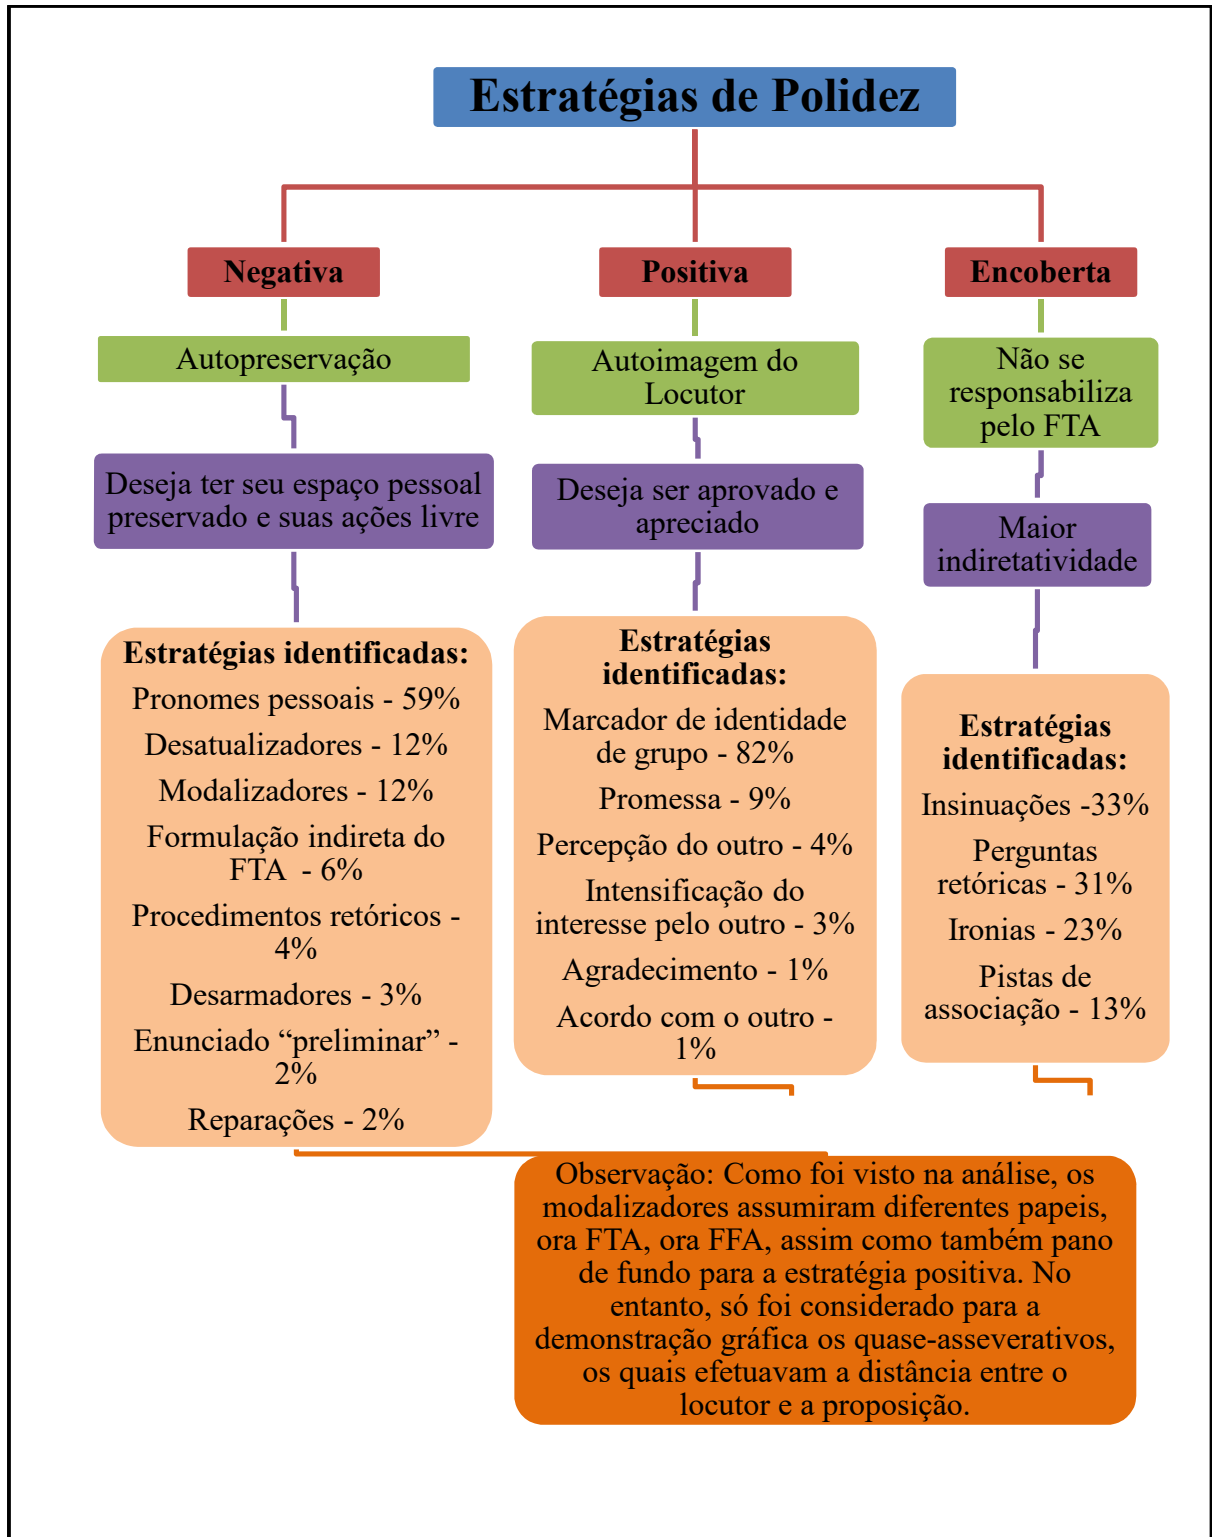 Estratégias de Polidez
Negativa
Autopreservação
Deseja ter seu espaço pessoal
preservado e suas ações livre
Estratégias identificadas:
Pronomes pessoais - 59%
Desatualizadores - 12%
Modalizadores - 12%
Formulação indireta do
FTA - 6%
Procedimentos retóricos -
4%
Desarmadores - 3%
Enunciado “preliminar” -
2%
Reparações - 2%
Positiva
Autoimagem do
Locutor
Deseja ser aprovado e
apreciado
Estratégias
identificadas:
Marcador de identidade
de grupo - 82%
Promessa - 9%
Percepção do outro - 4%
Intensificação do
interesse pelo outro - 3%
Agradecimento - 1%
Acordo com o outro -
1%
Encoberta
Não se
responsabiliza
pelo FTA
Maior
indiretatividade
Estratégias
identificadas:
Insinuações -33%
Perguntas
retóricas - 31%
Ironias - 23%
Pistas de
associação - 13%
Observação: Como foi visto na análise, os
modalizadores assumiram diferentes papeis,
ora FTA, ora FFA, assim como também pano
de fundo para a estratégia positiva. No
entanto, só foi considerado para a
demonstração gráfica os quase-asseverativos,
os quais efetuavam a distância entre o
locutor e a proposição.